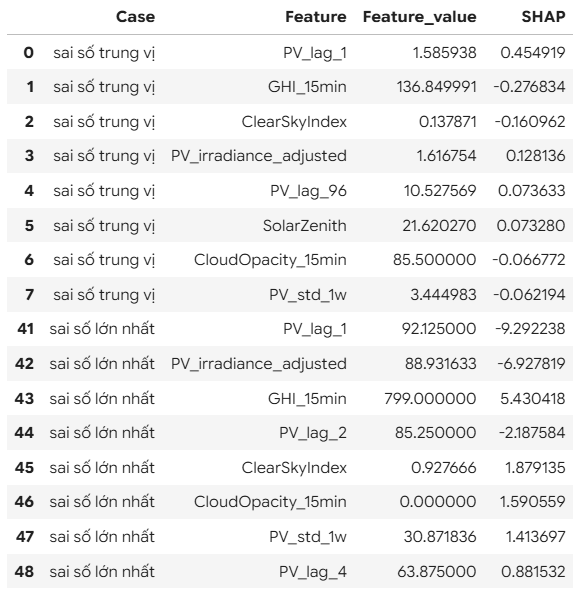 Case Feature Feature_value SHAP
0 sai số trung vị PV_lag_1 1.585938 0.454919
1 sai số trung vị GHI_15min 136.849991 -0.276834
2 sai số trung vị ClearSkyIndex 0.137871 -0.160962
3 sai số trung vị PV_irradiance_adjusted 1.616754 0.128136
4 sai số trung vị PV_lag_96 10.527569 0.073633
5 sai số trung vị SolarZenith 21.620270 0.073280
6 sai số trung vị CloudOpacity_15min 85.500000 -0.066772
7 sai số trung vị PV_std_1w 3.444983 -0.062194
41 sai số lớn nhất PV_lag_1 92.125000 -9.292238
42 sai số lớn nhất PV_irradiance_adjusted 88.931633 -6.927819
43 sai số lớn nhất GHI_15min 799.000000 5.430418
44 sai số lớn nhất PV_lag_2 85.250000 -2.187584
45 sai số lớn nhất ClearSkyIndex 0.927666 1.879135
46 sai số lớn nhất CloudOpacity_15min 0.000000 1.590559
47 sai số lớn nhất PV_std_1w 30.871836 1.413697
48 sai số lớn nhất PV_lag_4 63.875000 0.881532